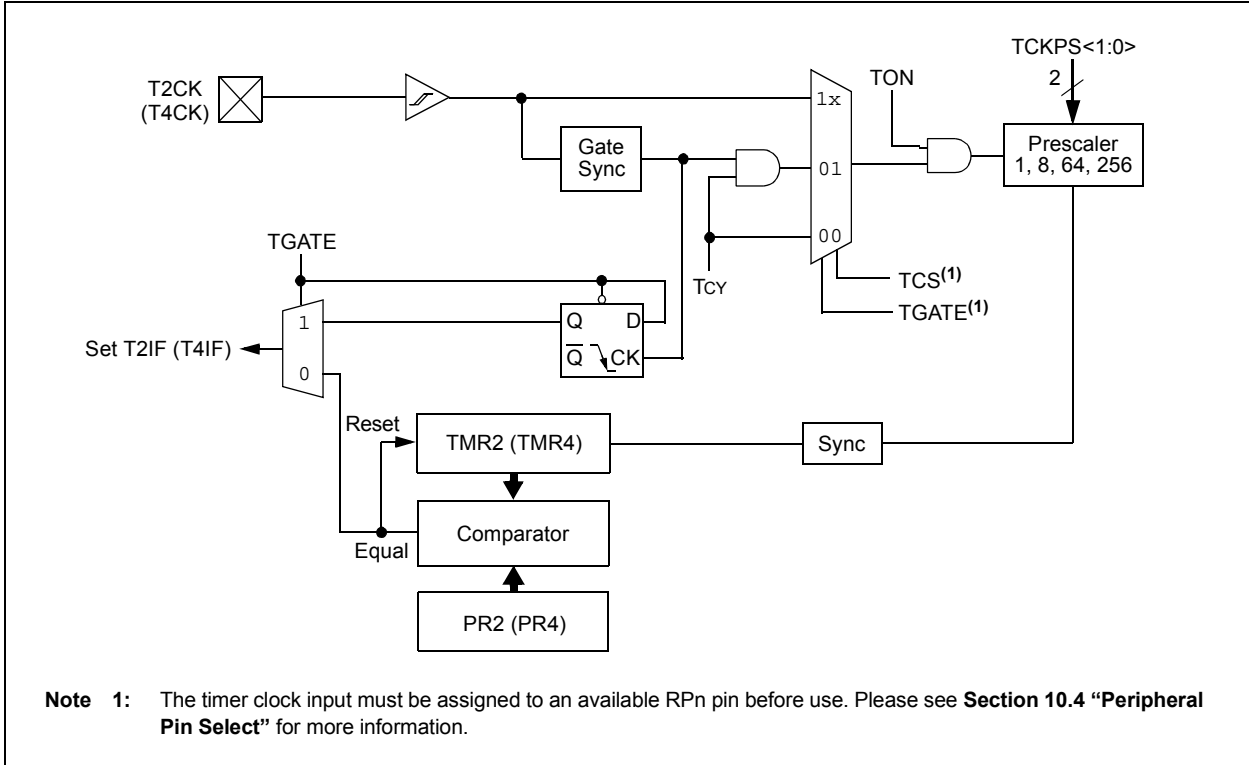 TCKPS<1:0>
2
T2CK
(T4CK)
TON
1x
Prescaler
1, 8, 64, 256
Gate
Sync
01
00
TGATE
TCY
TCS(1)
TGATE(1)
1
Q D
Set T2IF (T4IF)
Q CK
0
Reset
TMR2 (TMR4)
Sync
Comparator
Equal
PR2 (PR4)
Note 1: The timer clock input must be assigned to an available RPn pin before use. Please see Section 10.4 “Peripheral
Pin Select” for more information.